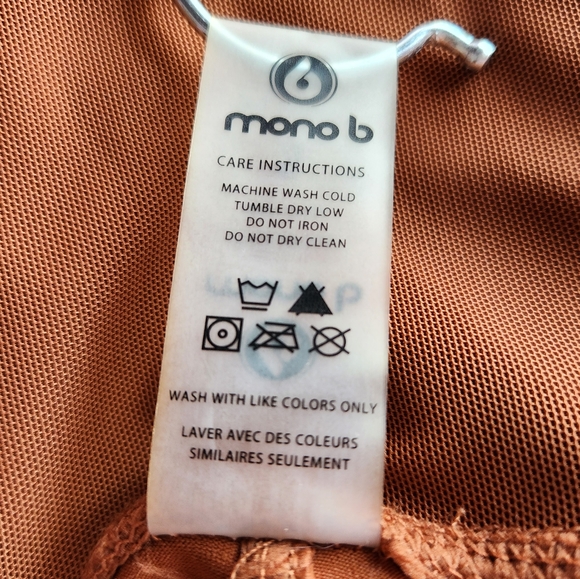 mono b
CARE INSTRUCTIONS
MACHINE WASH COLD
TUMBLE DRY LOW
DO NOT IRON
DO NOT DRY CLEAN
WASH WITH LIKE COLORS ONLY
LAVER AVEC DES COULEURS
SIMILAIRES SEULEMENT